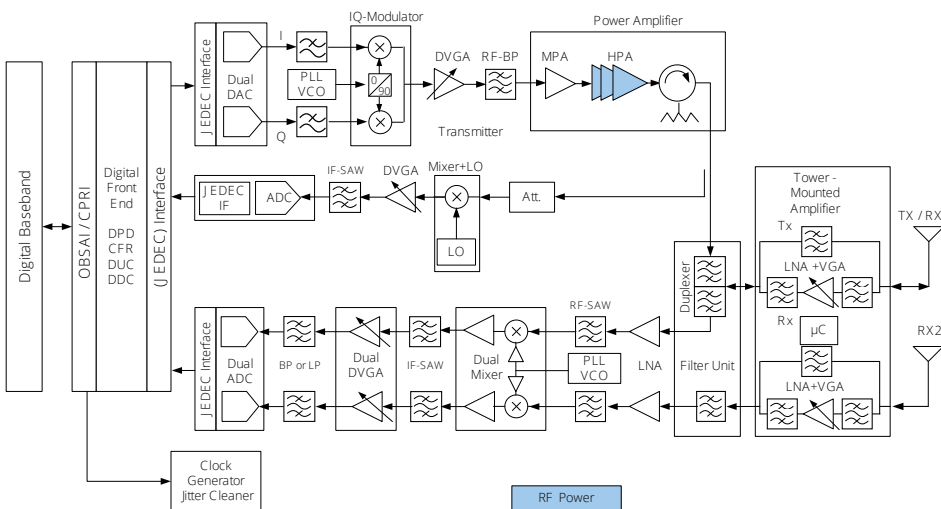 IQ-Modulator
Power Amplifier
JEDEC Interface
Dual
DAC
I
Q
PLL
VCO
0
90
DVGA
RF-BP
MPA
HPA
Transmitter
Digital Baseband
OBSAI / CPRI
Digital
Front
End
DPD
CFR
DUC
DDC
(JEDEC) Interface
JEDEC
IF
ADC
IF-SAW
DVGA
Mixer+LO
LO
Att.
Tower -
Mounted
Amplifier
TX / RX
Tx
LNA +VGA
Rx
µC
RX2
LNA+VGA
Duplexer
Filter Unit
JEDEC Interface
Dual
ADC
BP or LP
Dual
DVGA
IF-SAW
Dual
Mixer
RF-SAW
PLL
VCO
LNA
Clock
Generator
Jitter Cleaner
RF Power